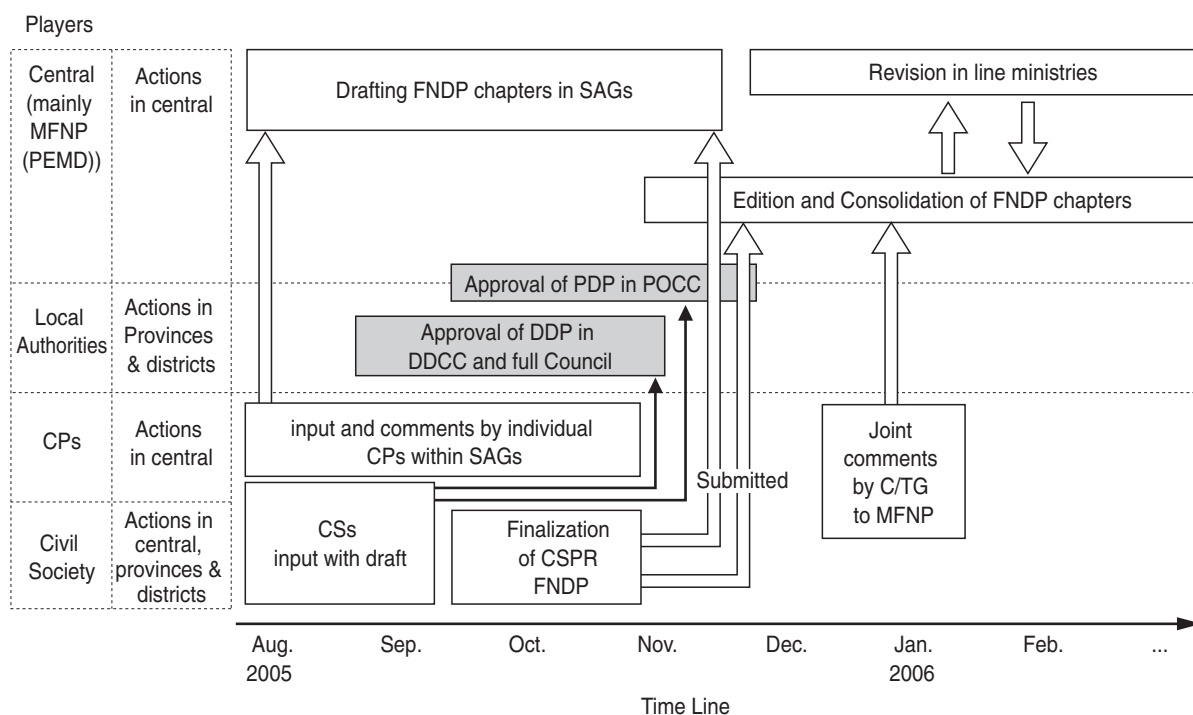 Players
Central
(mainly
MFNP
(PEMD))
Actions
in central
Drafting FNDP chapters in SAGs
Revision in line ministries
Edition and Consolidation of FNDP chapters
Approval of PDP in POCC
Local
Authorities
Actions in
Provinces
& districts
Approval of DDP in
DDCC and full Council
CPs
Actions
in central
input and comments by individual
CPs within SAGs
Joint
comments
by C/TG
to MFNP
Submitted
Civil
Society
Actions in
central,
provinces &
districts
CSs
input with draft
Finalization
of CSPR
FNDP
Aug.
2005
Sep.
Oct.
Nov.
Dec.
Jan.
2006
Feb.
...
Time Line